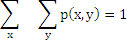 ∑ ∑ p(x,y) = 1
x y